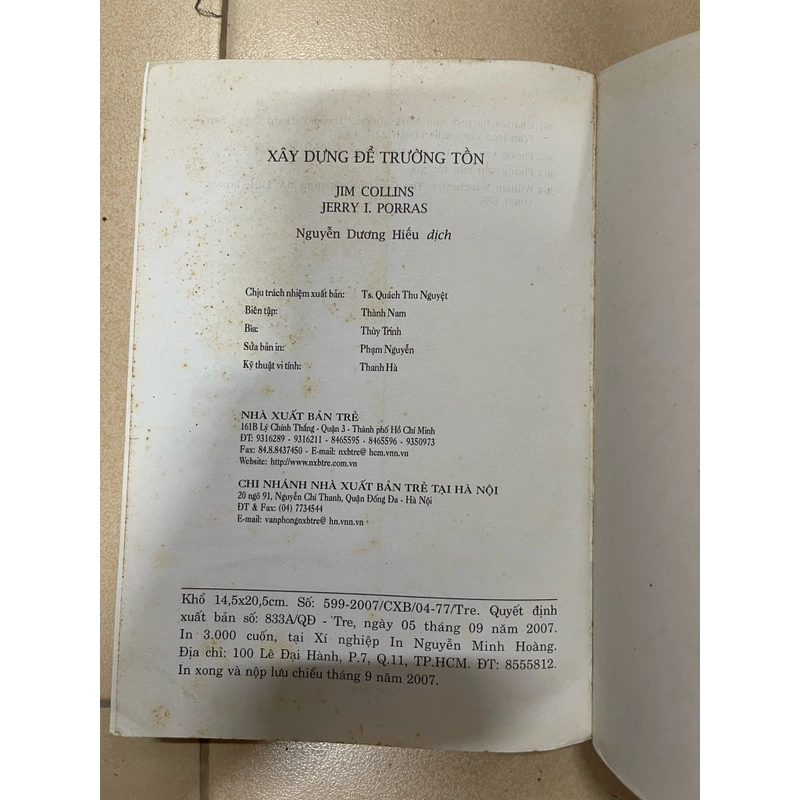 XÂY DỰNG ĐỂ TRƯỜNG TỒN
JIM COLLINS
JERRY I. PORRAS
Nguyễn Dương Hiếu dịch
Chịu trách nhiệm xuất bản: Ts. Quách Thu Nguyệt
Biên tập: Thành Nam
Bìa: Thùy Trinh
Sửa bản in: Phạm Nguyễn
Kỹ thuật vi tính: Thanh Hà
NHÀ XUẤT BẢN TRẺ
161B Lý Chính Thắng - Quận 3 - Thành phố Hồ Chí Minh
ĐT: 9316289 - 9316211 - 8465595 - 8465596 - 9350973
Fax: 84.8.8437450 - E-mail: nxbtre@ hcm.vnn.vn
Website: http://www.nxbtre.com.vn
CHI NHÁNH NHÀ XUẤT BẢN TRẺ TẠI HÀ NỘI
20 ngõ 91, Nguyễn Chí Thanh, Quận Đống Đa - Hà Nội
ĐT & Fax: (04) 7734544
E-mail: vanphongnxbtre@ hn.vnn.vn
Khổ 14,5x20,5cm. Số: 599-2007/CXB/04-77/Tre. Quyết định
xuất bản số: 833A/QĐ - Tre, ngày 05 tháng 09 năm 2007.
In 3.000 cuốn, tại Xí nghiệp In Nguyễn Minh Hoàng.
Địa chỉ: 100 Lê Đại Hành, P.7, Q.11, TP.HCM. ĐT: 8555812.
In xong và nộp lưu chiểu tháng 9 năm 2007.